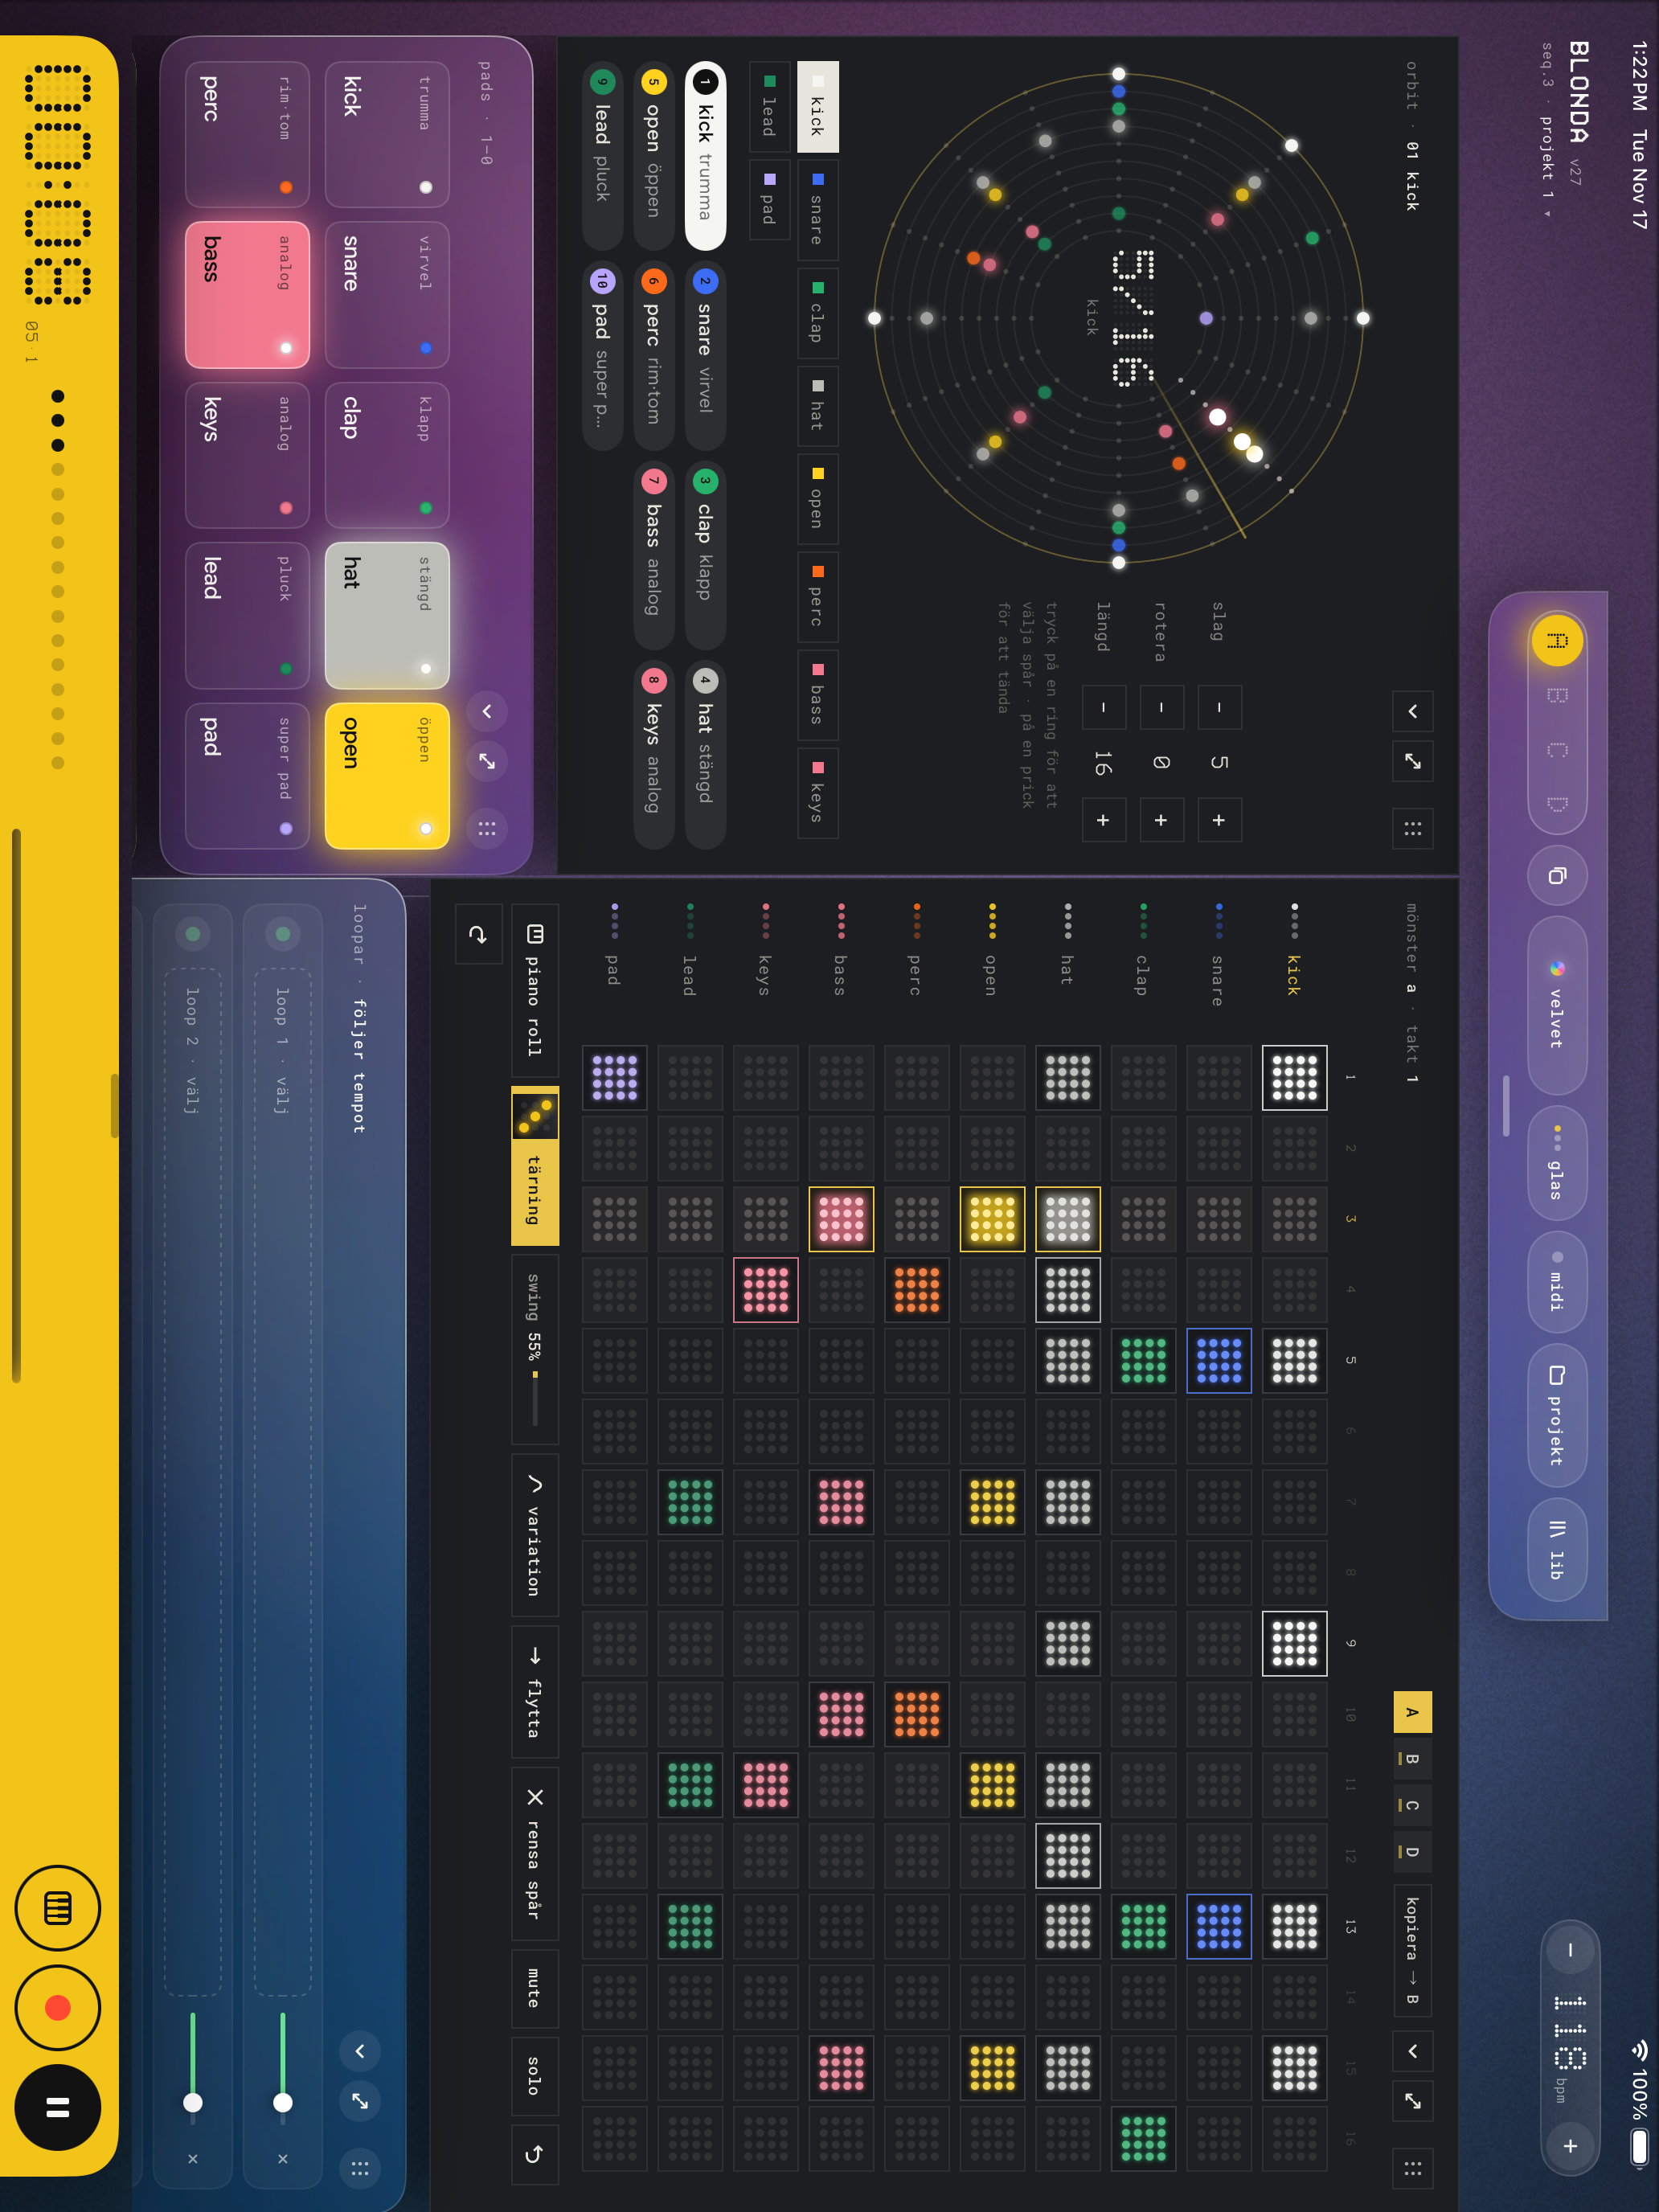 1:22 PM Tue Nov 17
100%
BLONDA v27
seq.3 · projekt 1
A B C D
velvet
glas
midi
projekt
lib
− 118 bpm +
orbit · 01 kick
5/16
kick
slag − 5 +
rotera − 0 +
längd − 16 +
tryck på en ring för att
välja spår · på en prick
för att tända
kick snare clap hat open perc bass keys
lead pad
1 kick trumma 2 snare virvel 3 clap klapp 4 hat stängd
5 open öppen 6 perc rim·tom 7 bass analog 8 keys analog
9 lead pluck 10 pad super p…
pads · 1–0
trumma virvel klapp stängd öppen
kick snare clap hat open
rim·tom analog analog pluck super pad
perc bass keys lead pad
mönster a · takt 1
A B C D kopiera → B
1 2 3 4 5 6 7 8 9 10 11 12 13 14 15 16
kick
snare
clap
hat
open
perc
bass
keys
lead
pad
piano roll tärning swing 55% variation flytta rensa spår mute solo
loopar · följer tempot
loop 1 · välj ×
loop 2 · välj ×
05·1